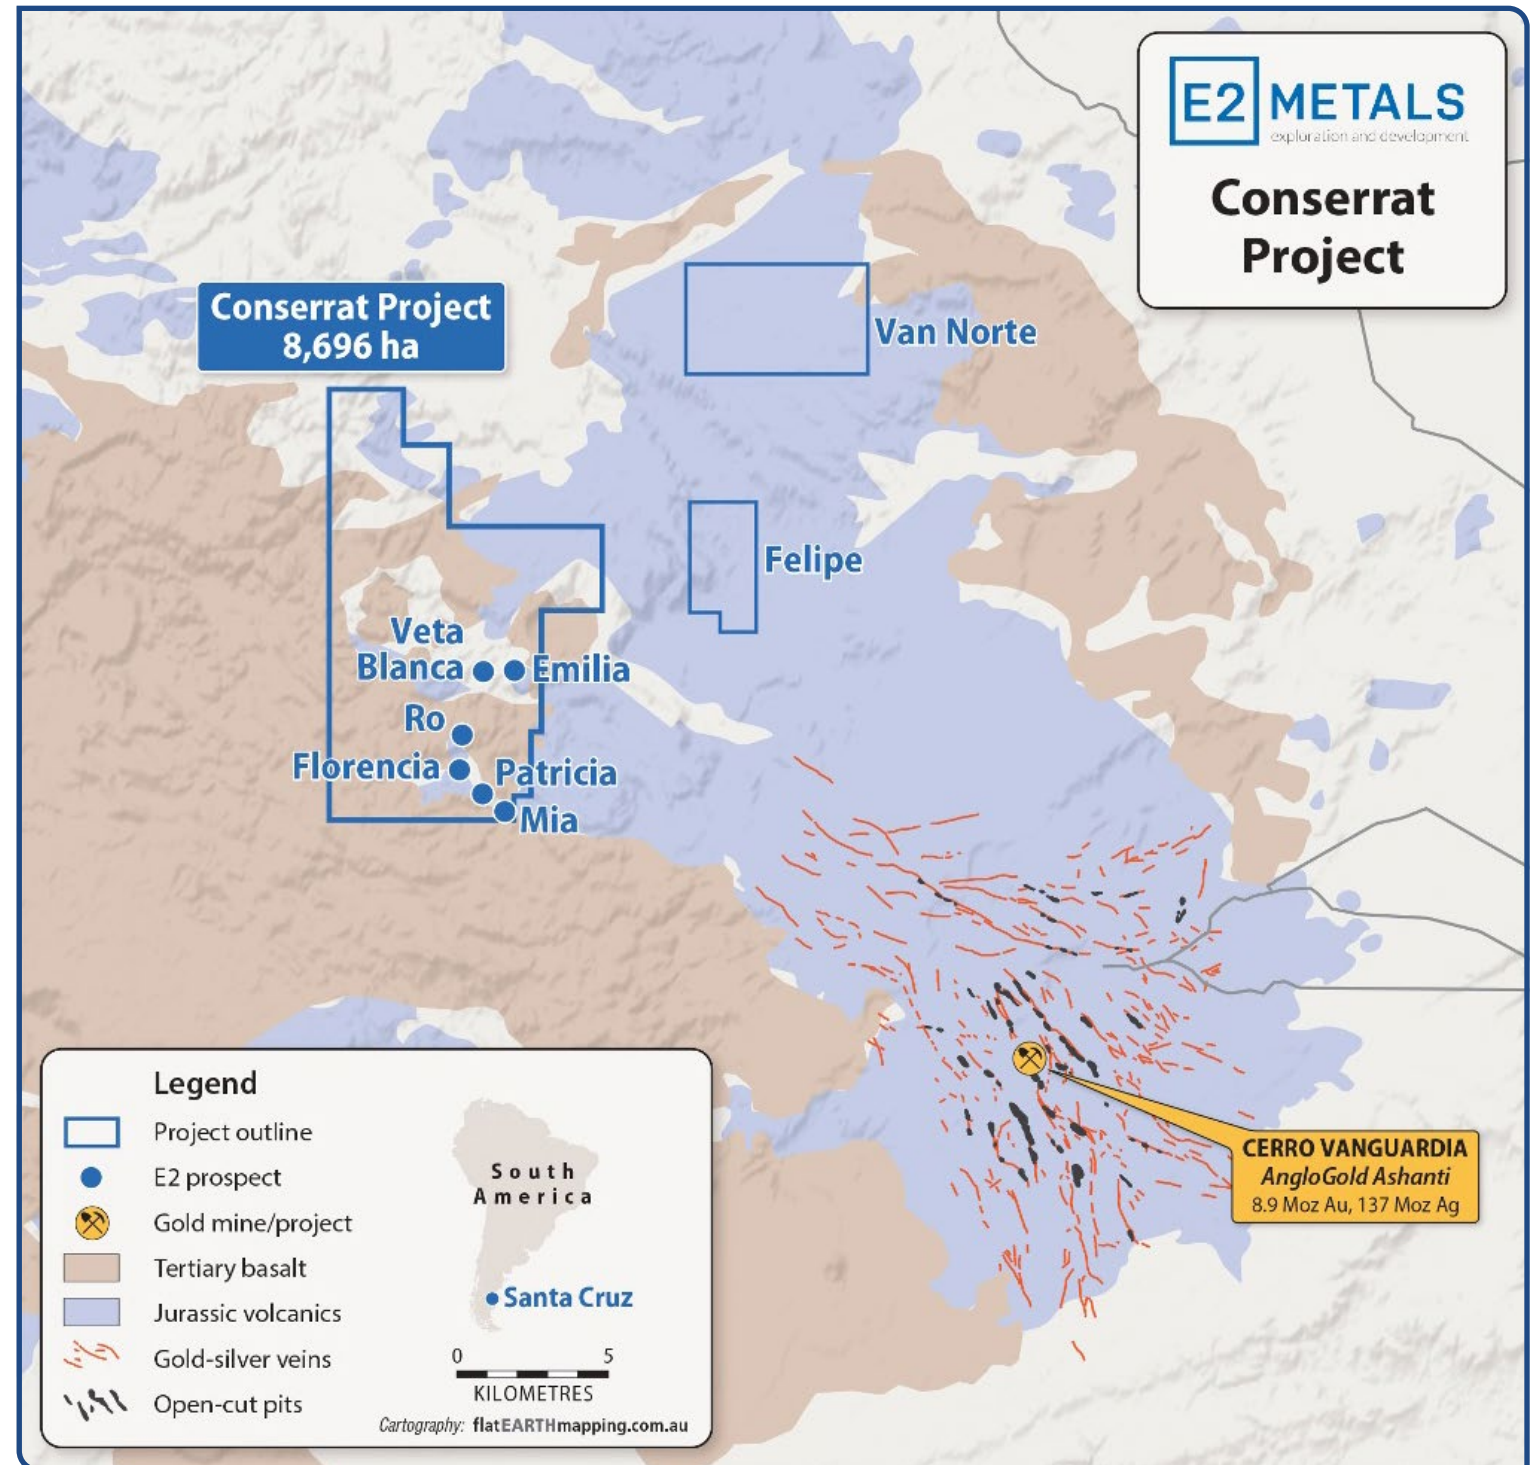 E2 METALS
exploration and development
Conserrat
Project
Conserrat Project
8,696 ha
Van Norte
Felipe
Veta
Blanca
Emilia
Ro
Florencia
Patricia
Mia
CERRO VANGUARDIA
AngloGold Ashanti
8.9 Moz Au, 137 Moz Ag
Legend
Project outline
E2 prospect
Gold mine/project
Tertiary basalt
Jurassic volcanics
Gold-silver veins
Open-cut pits
South
America
Santa Cruz
0 5
KILOMETRES
Cartography: flatEARTHmapping.com.au